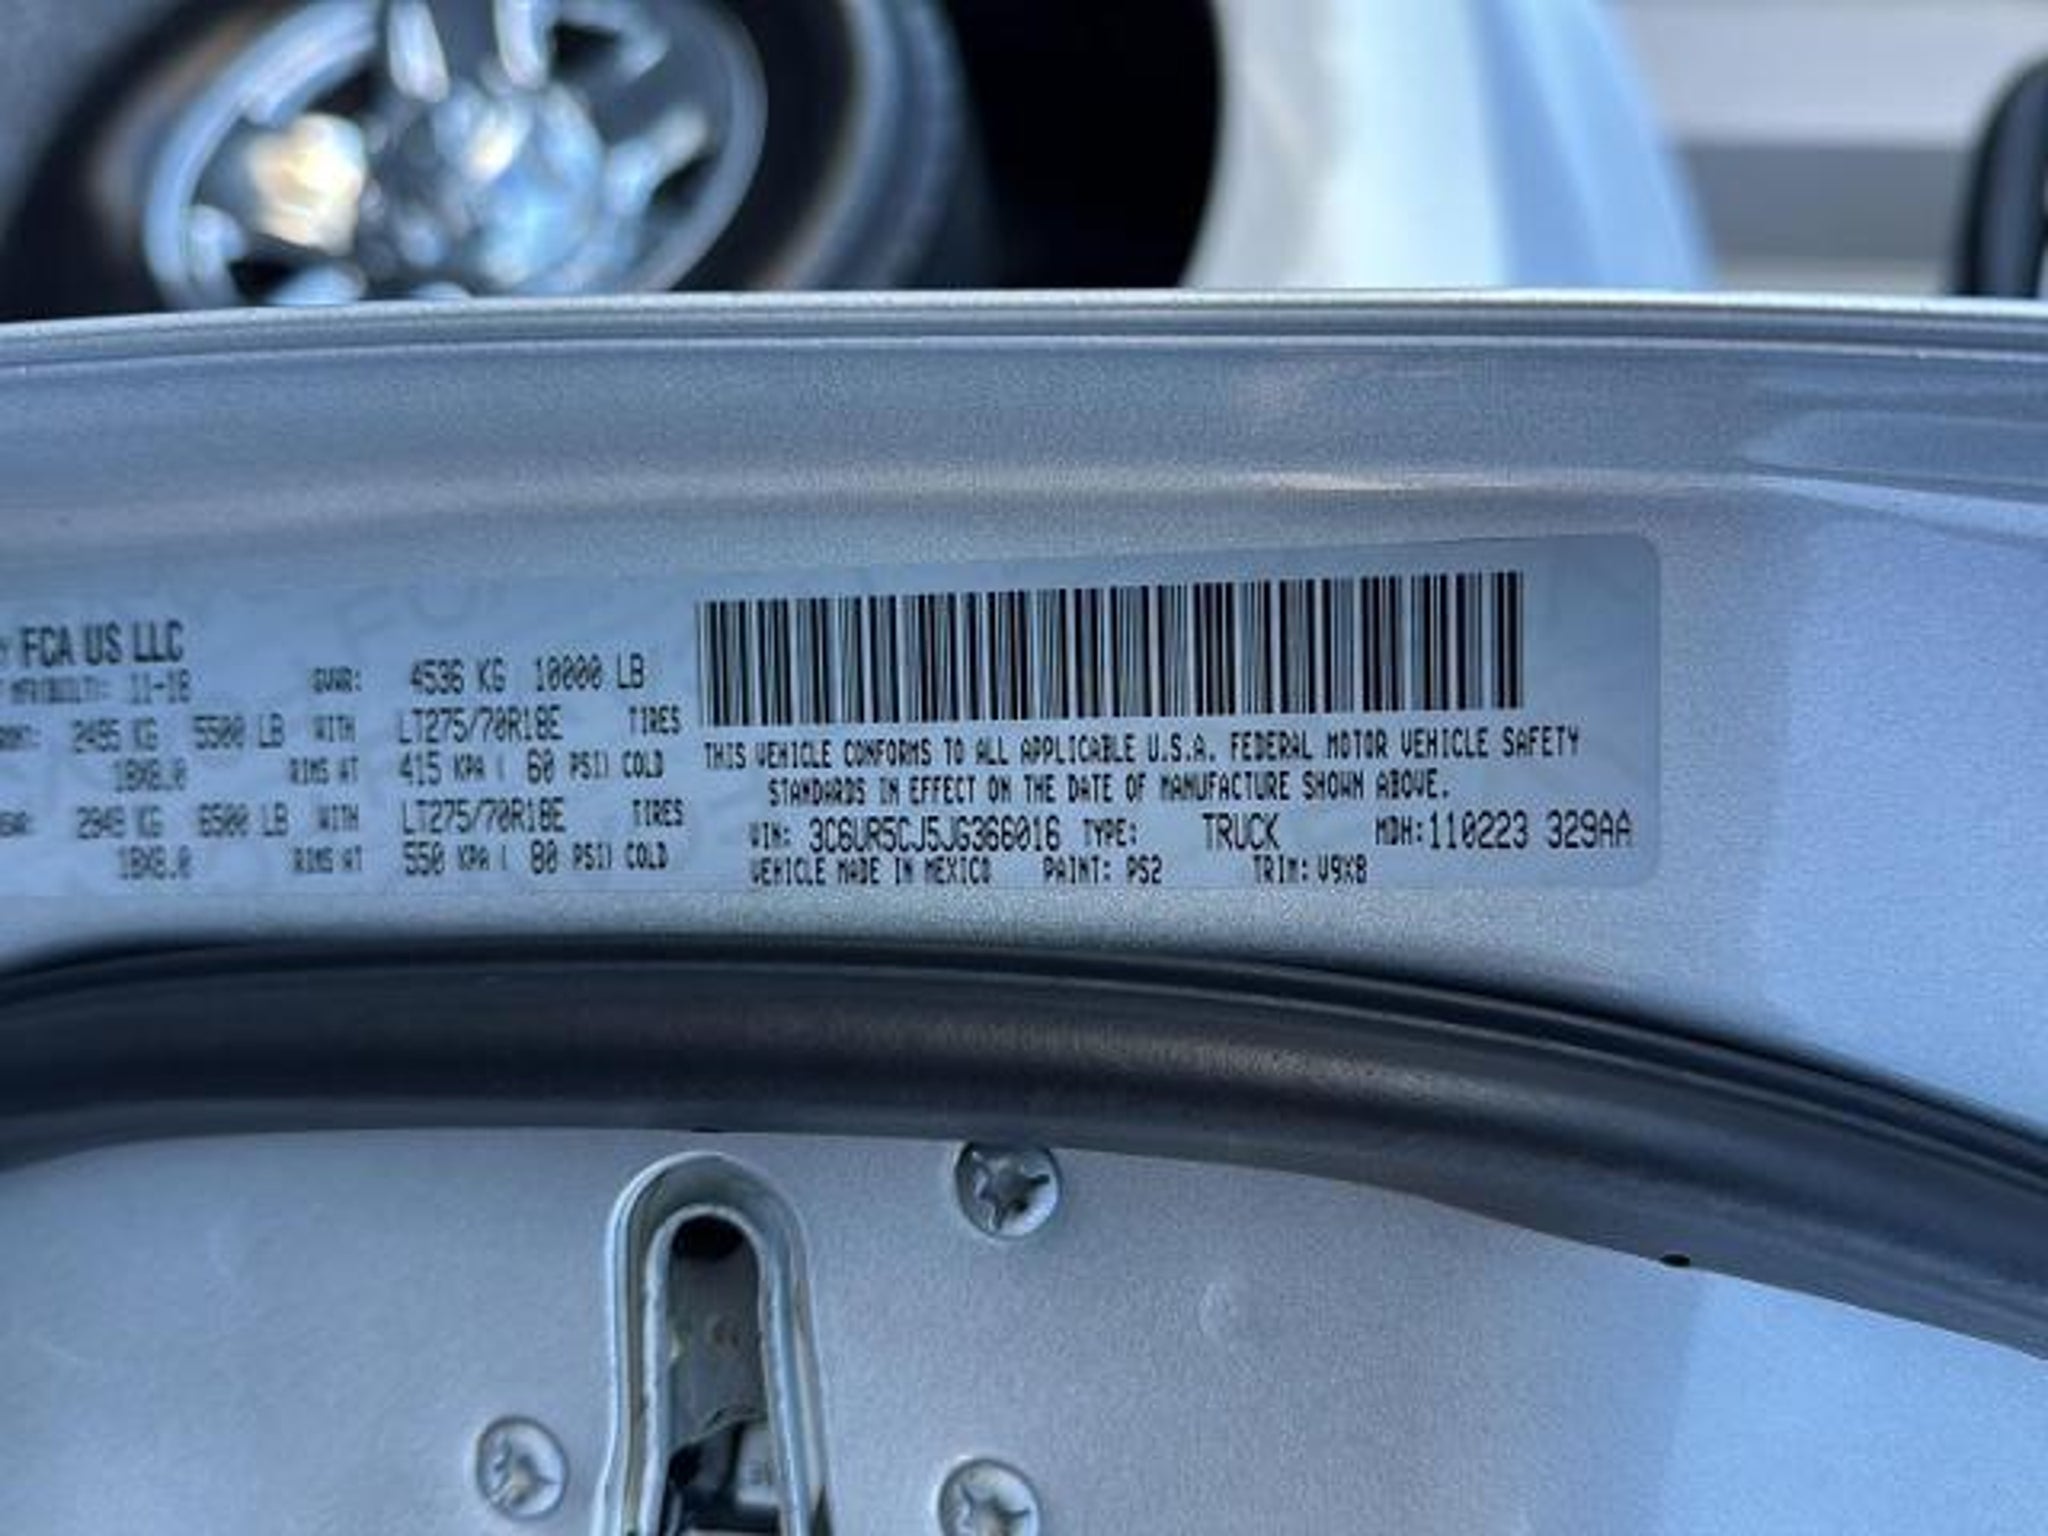 FCA US LLC
11-18 GVWR: 4536 KG 10000 LB
2495 KG 5500 LB WITH LT275/70R18E TIRES
18X8.0 RIMS AT 415 KPA ( 60 PSI) COLD
6500 LB WITH LT275/70R18E TIRES
18X8.0 RIMS AT 550 KPA ( 80 PSI) COLD
THIS VEHICLE CONFORMS TO ALL APPLICABLE U.S.A. FEDERAL MOTOR VEHICLE SAFETY
STANDARDS IN EFFECT ON THE DATE OF MANUFACTURE SHOWN ABOVE.
VIN: 3C6UR5CJ5JG366016 TYPE: TRUCK MDH:110223 329AA
VEHICLE MADE IN MEXICO PAINT: PS2 TRIM: V9X8